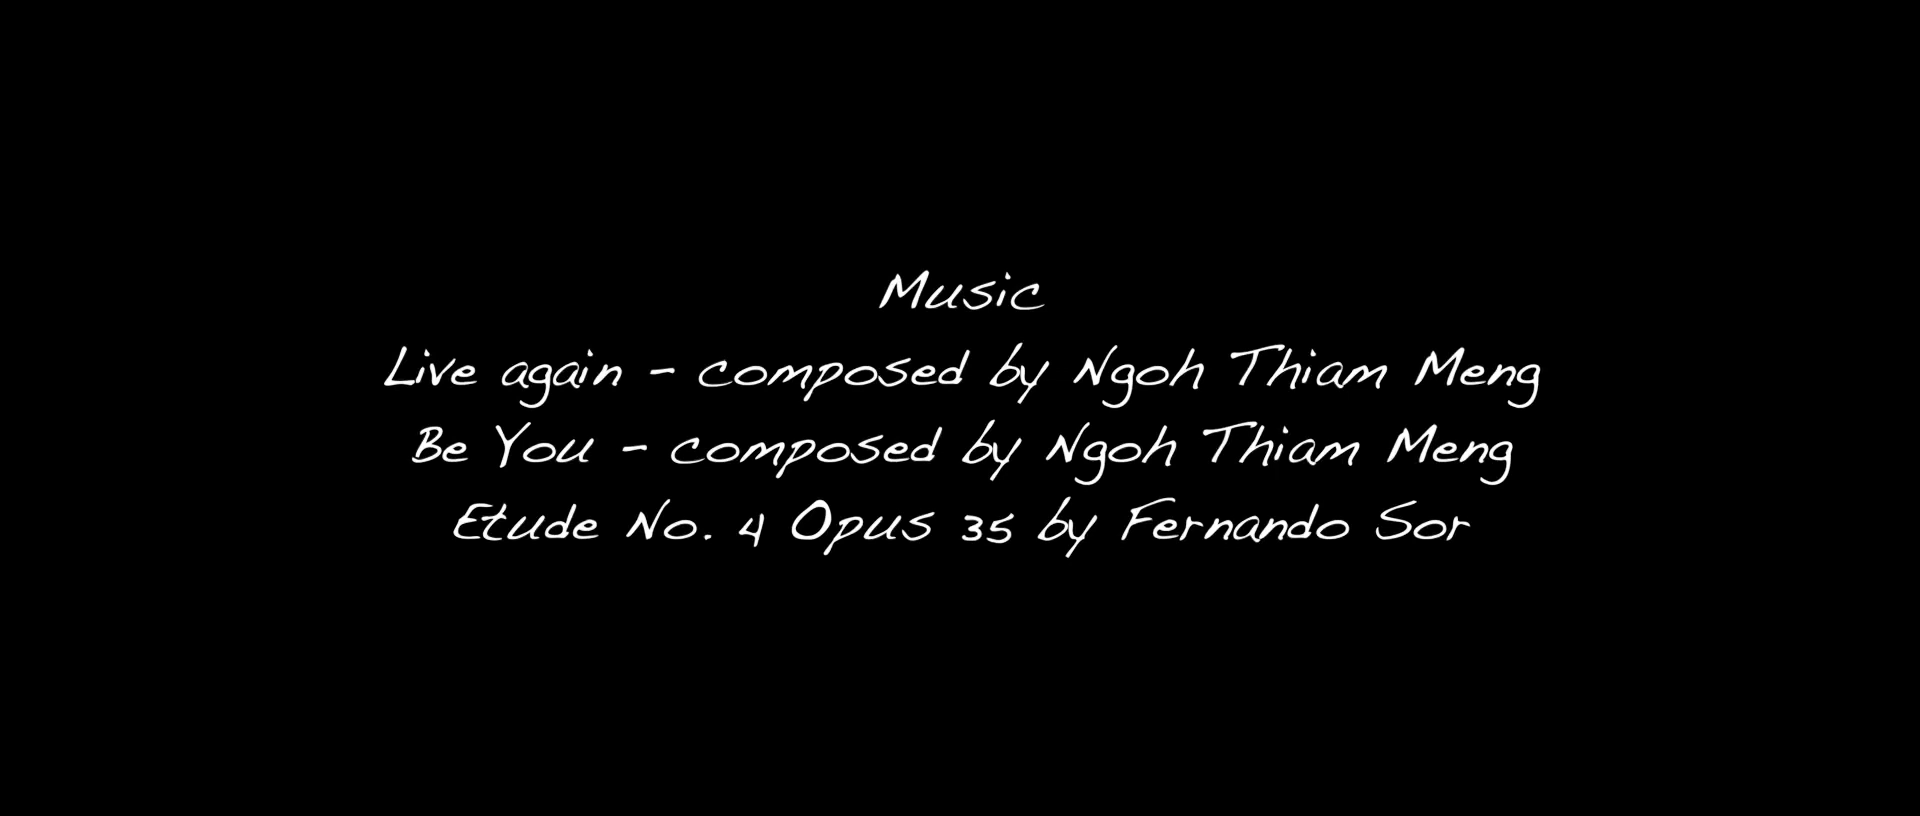 Music
Live again - composed by Ngoh Thiam Meng
Be You - composed by Ngoh Thiam Meng
Etude No. 4 Opus 35 by Fernando Sor